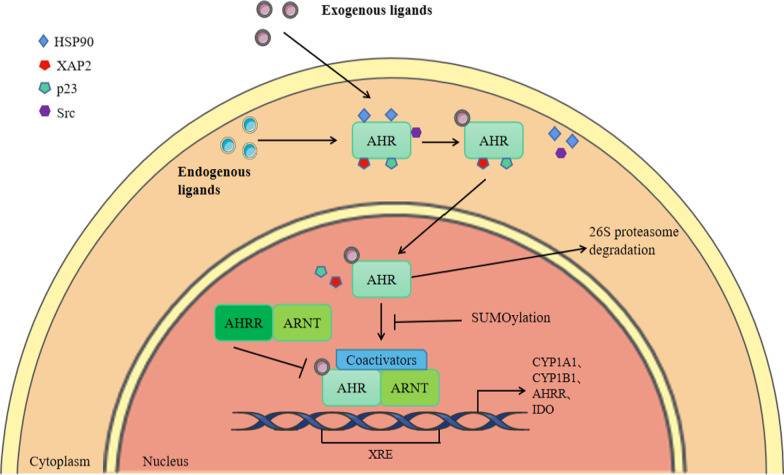 Exogenous ligands
HSP90
XAP2
p23
Src
AHR
AHR
Endogenous
ligands
26S proteasome
degradation
AHR
AHRR
ARNT
SUMOylation
Coactivators
AHR
ARNT
CYP1A1、
CYP1B1、
AHRR、
IDO
XRE
Cytoplasm
Nucleus